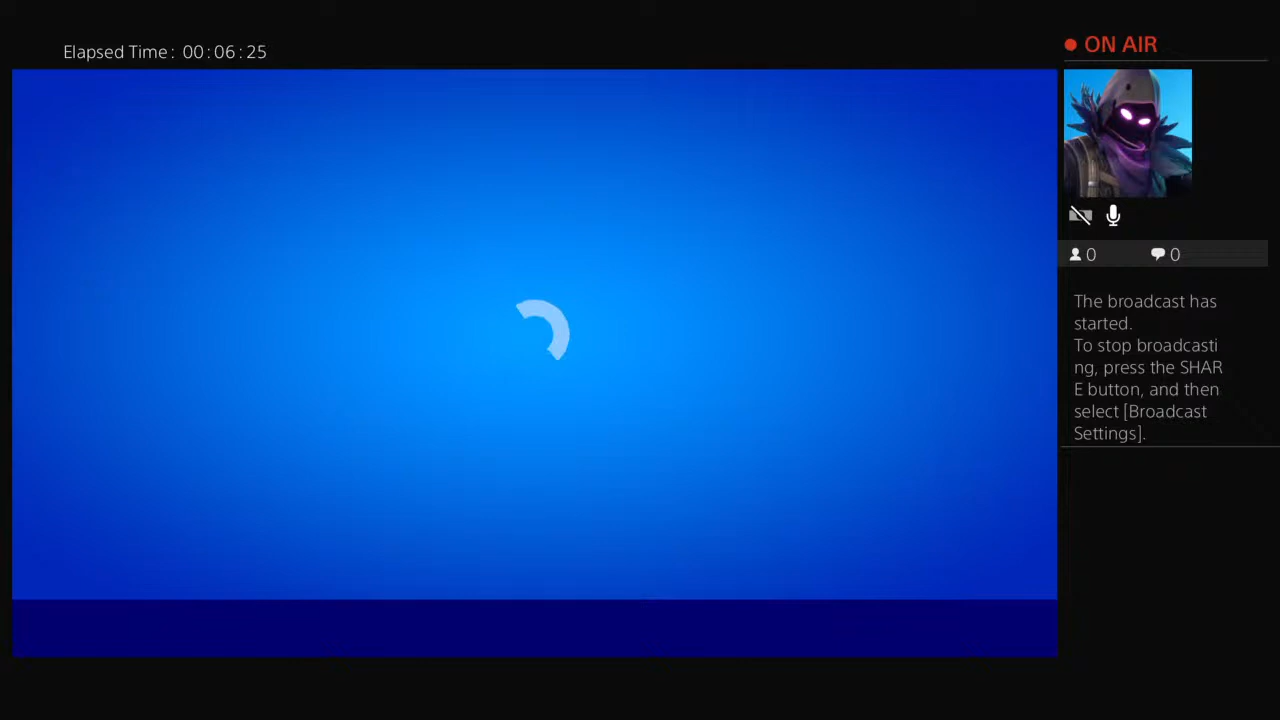 Elapsed Time: 00:06:25
ON AIR
0 0
The broadcast has
started.
To stop broadcasti
ng, press the SHAR
E button, and then
select [Broadcast
Settings].